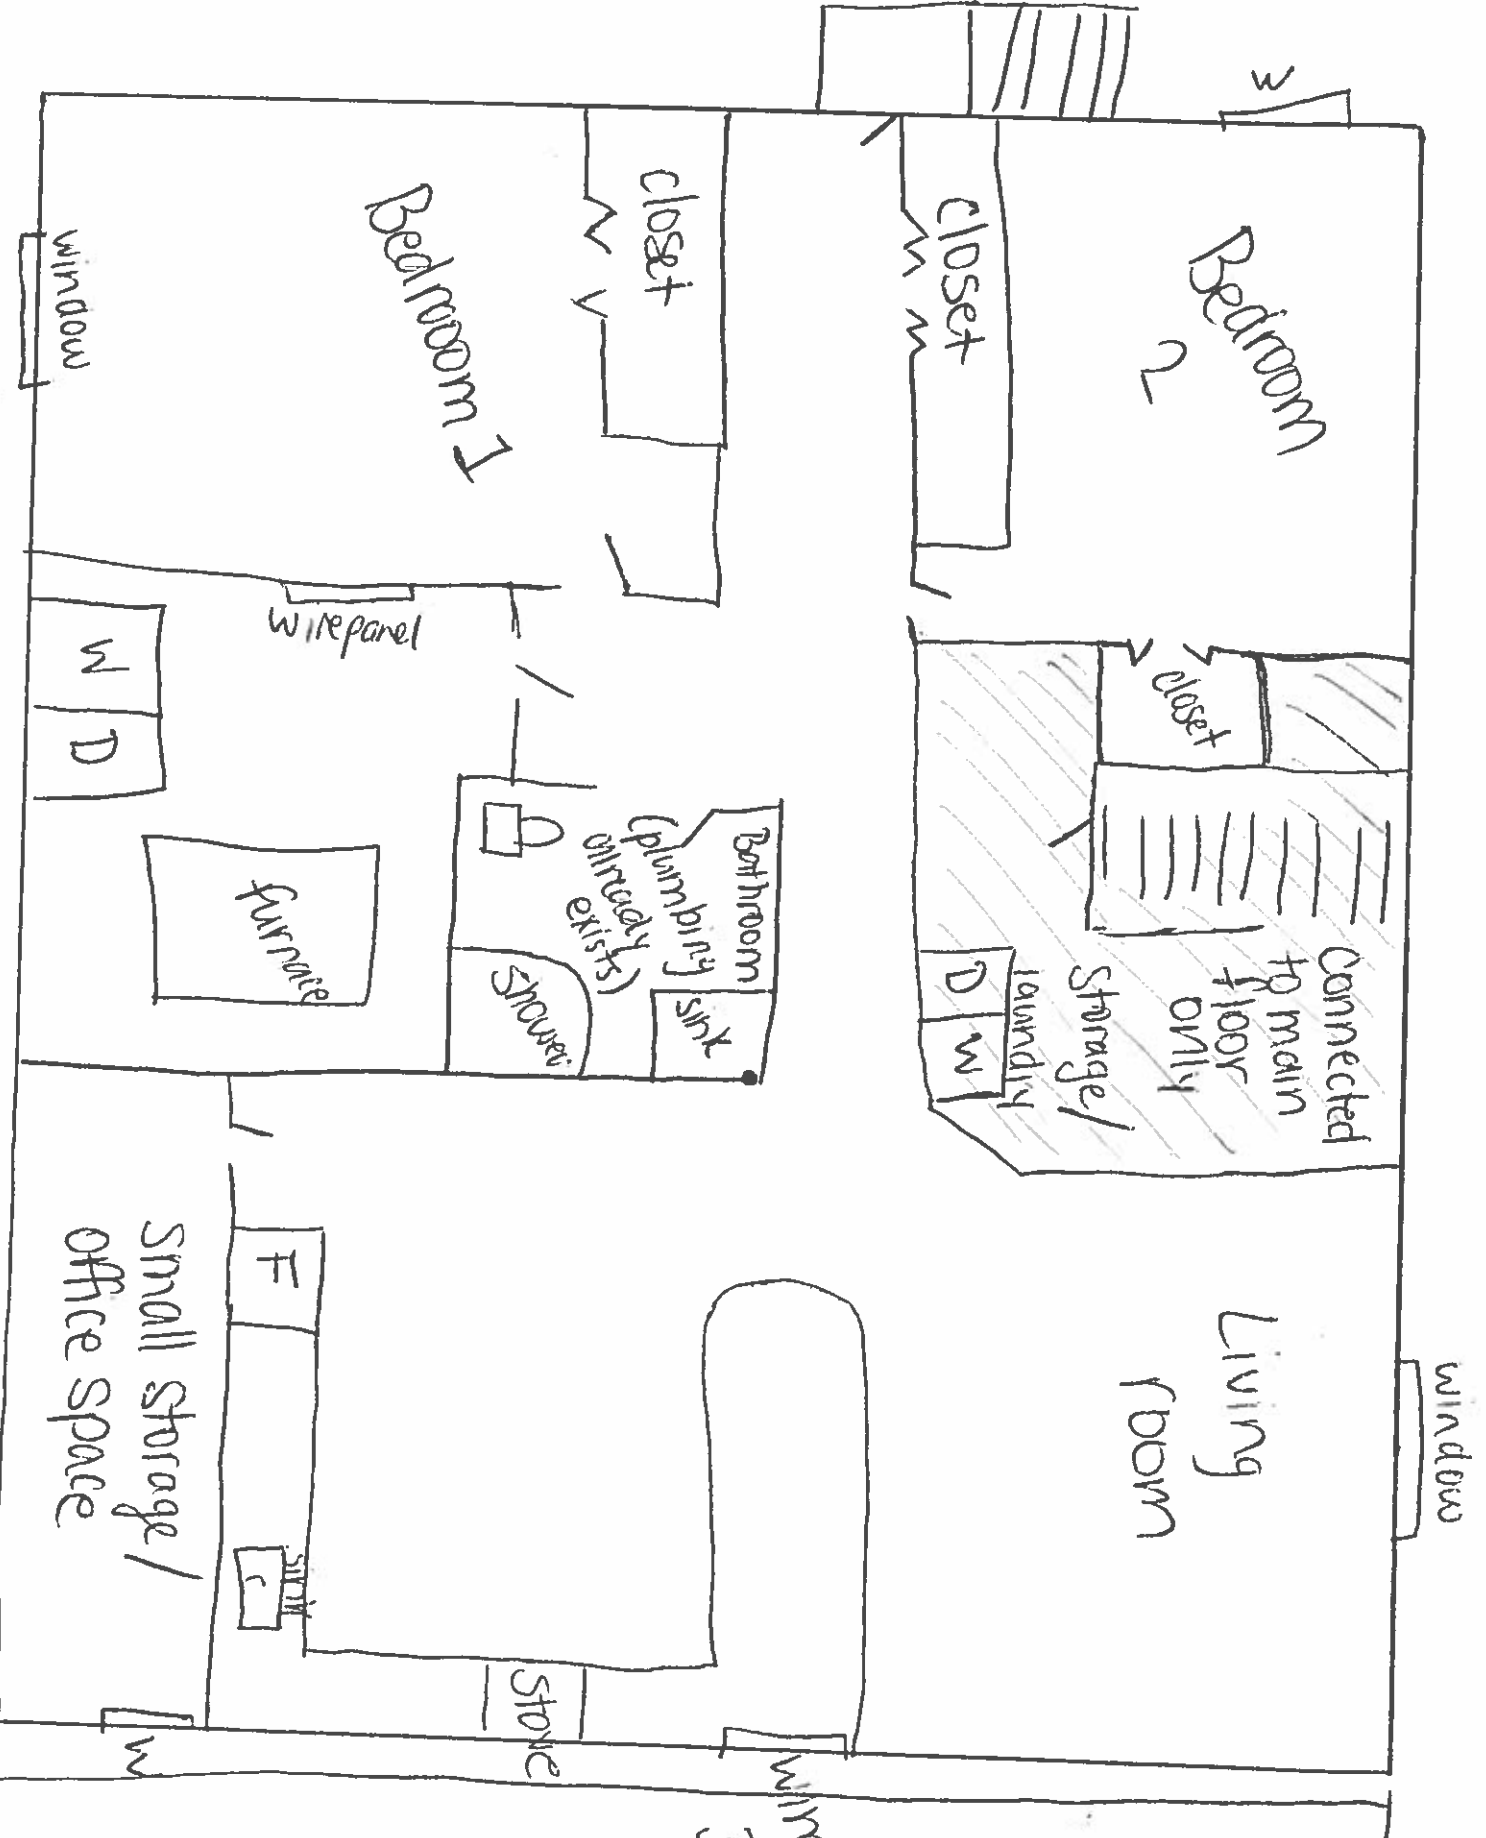 W
closet
closet
Bedroom
2
Bedroom 1
window
wirepanel
W
D
closet
furnace
Bathroom
(plumbing
already
exists)
shower
sink
Connected
to main
floor
only
Storage/
laundry
D
W
Small Storage/
office Space
F
Living
room
window
Stove
W